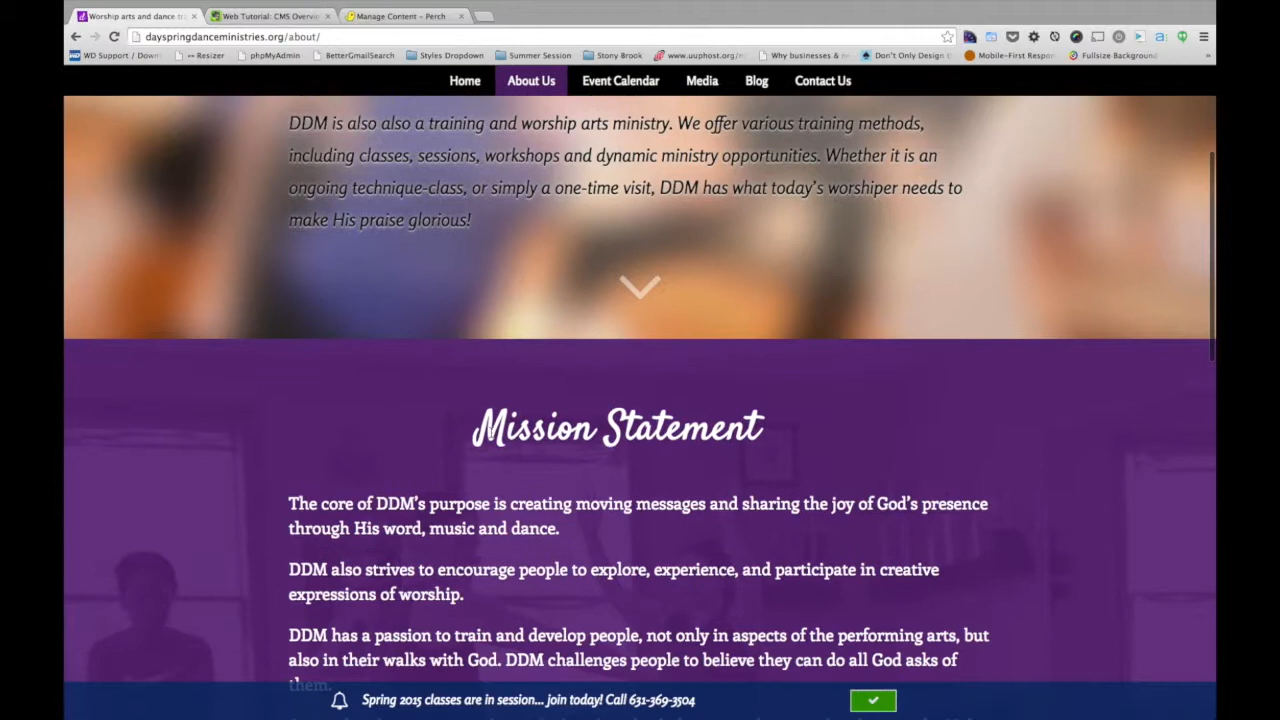 Worship arts and dance tr
Web Tutorial: CMS Overvi
Manage Content - Perch
dayspringdanceministries.org/about/
WD Support / Down
-- Resizer
phpMyAdmin
BetterGmailSearch
Styles Dropdown
Summer Session
Stony Brook
www.uuphost.org/
Why businesses &
Don't Only Design
Mobile-First Respon
Fullsize Background
»
Home
About Us
Event Calendar
Media
Blog
Contact Us
DDM is also also a training and worship arts ministry. We offer various training methods,
including classes, sessions, workshops and dynamic ministry opportunities. Whether it is an
ongoing technique-class, or simply a one-time visit, DDM has what today's worshiper needs to
make His praise glorious!
Mission Statement
The core of DDM's purpose is creating moving messages and sharing the joy of God's presence
through His word, music and dance.
DDM also strives to encourage people to explore, experience, and participate in creative
expressions of worship.
DDM has a passion to train and develop people, not only in aspects of the performing arts, but
also in their walks with God. DDM challenges people to believe they can do all God asks of
them.
Spring 2015 classes are in session... join today! Call 631-369-3504